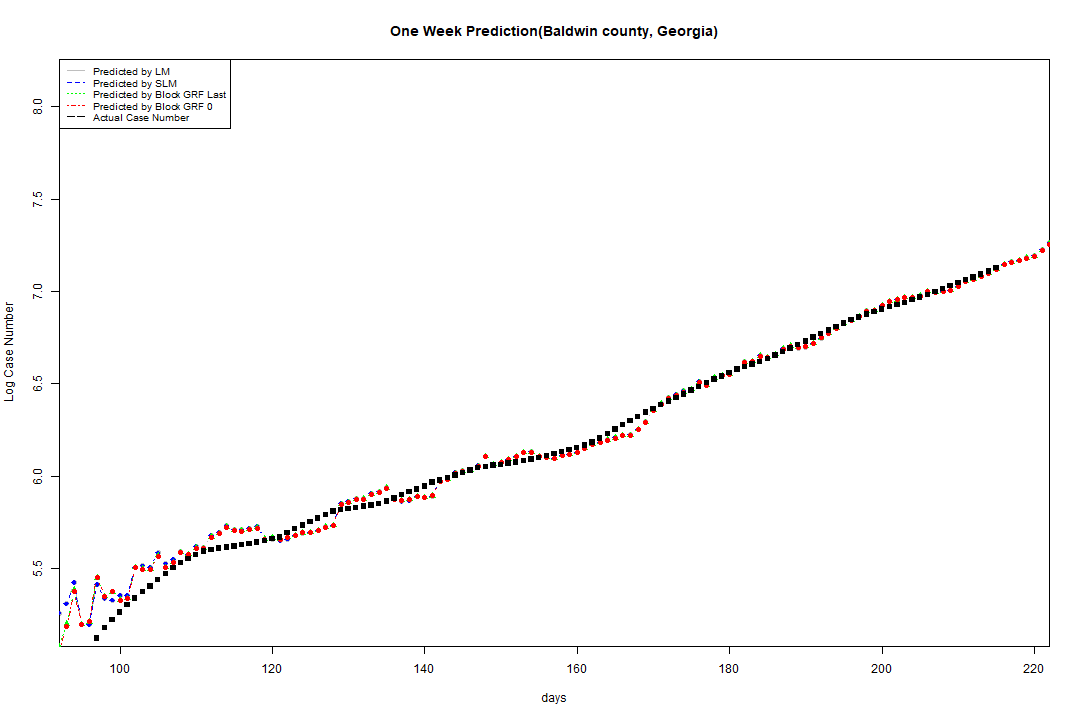 One Week Prediction(Baldwin county, Georgia)
Predicted by LM
Predicted by SLM
Predicted by Block GRF Last
Predicted by Block GRF 0
Actual Case Number
8.0
7.5
7.0
6.5
6.0
5.5
Log Case Number
100 120 140 160 180 200 220
days